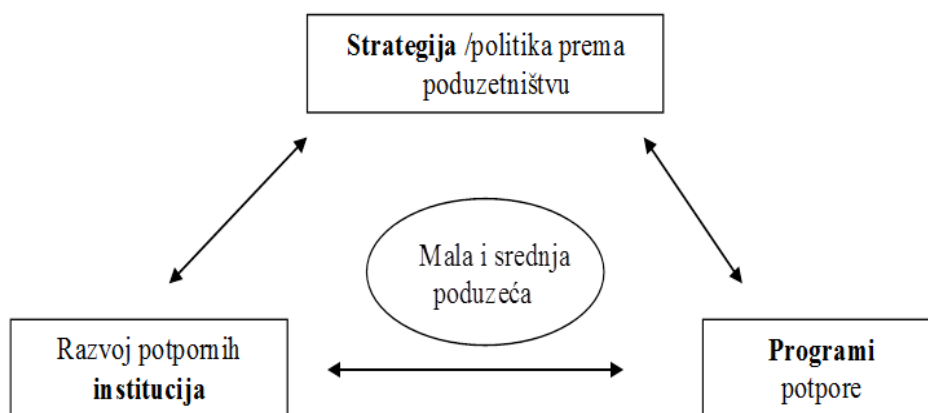 Strategija /politika prema
poduzetništvu
Mala i srednja
poduzeća
Razvoj potpornih
institucija
Programi
potpore